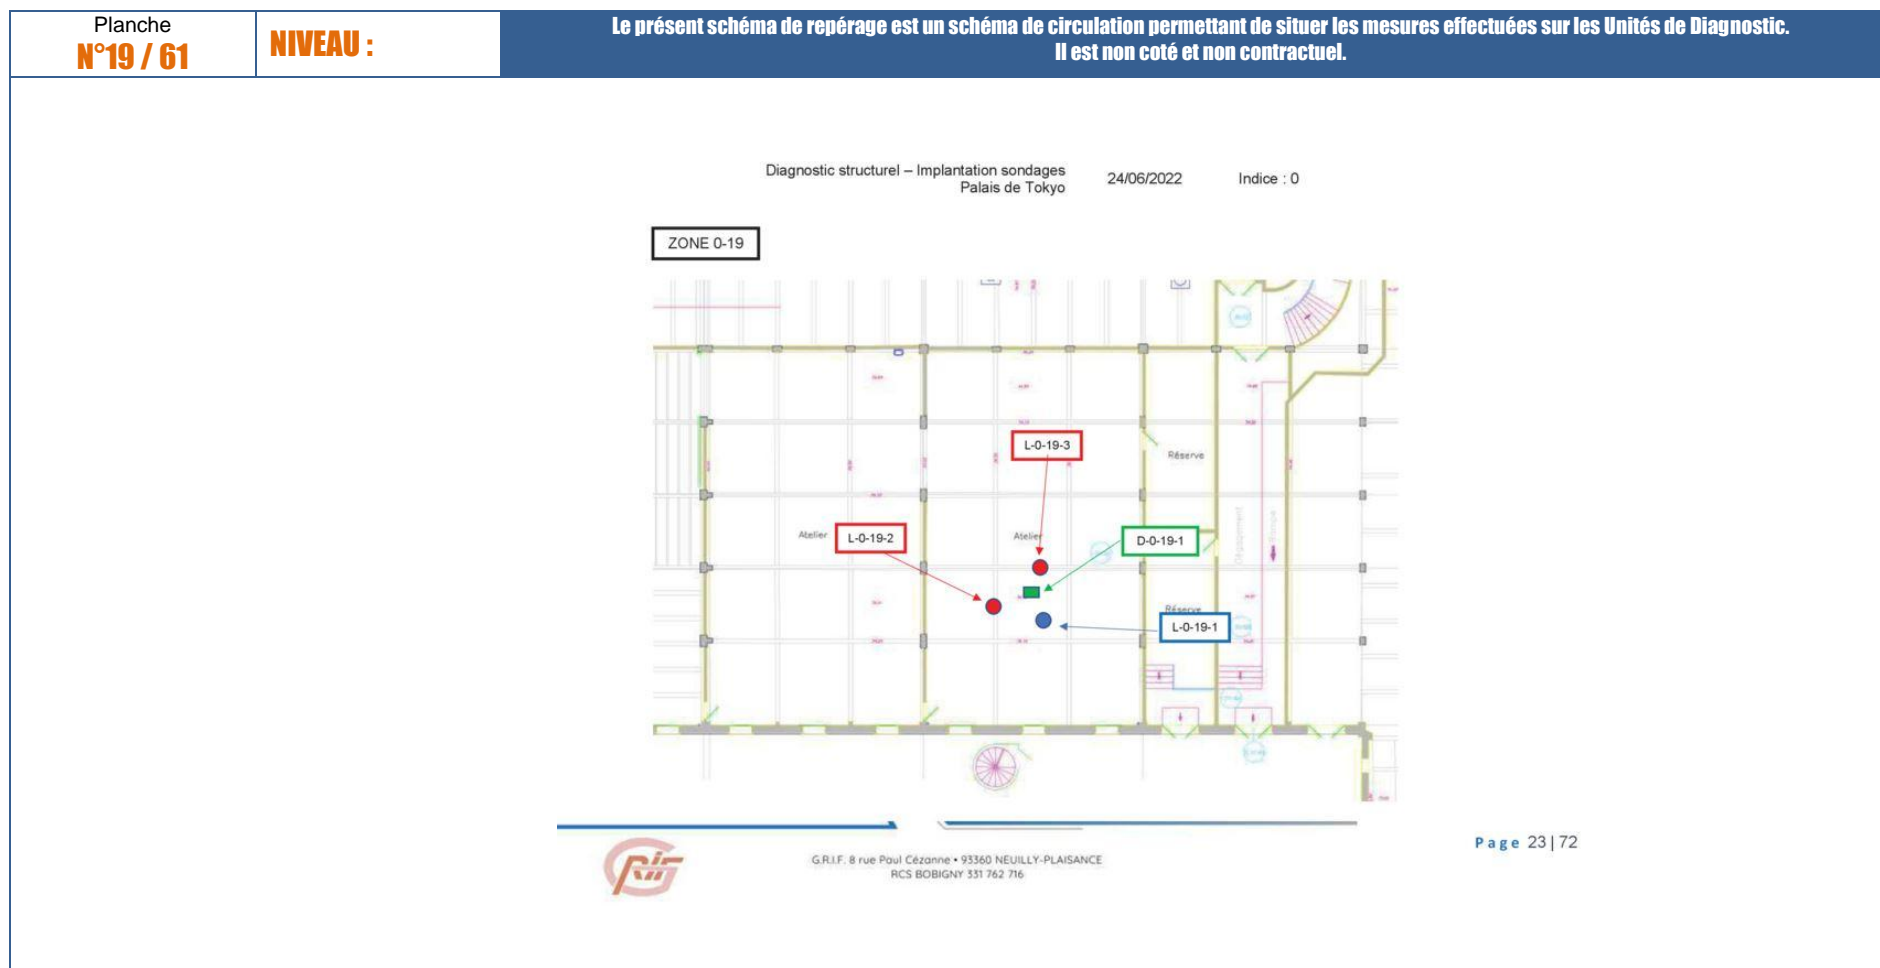 Planche
N°19 / 61
NIVEAU :
Le présent schéma de repérage est un schéma de circulation permettant de situer les mesures effectuées sur les Unités de Diagnostic.
Il est non coté et non contractuel.
Diagnostic structurel – Implantation sondages
Palais de Tokyo
24/06/2022
Indice : 0
ZONE 0-19
L-0-19-3
Réserve
Atelier
L-0-19-2
Atelier
D-0-19-1
Dégagement
Rampe
Réserve
L-0-19-1
Page 23 | 72
G.R.I.F. 8 rue Paul Cézanne • 93360 NEUILLY-PLAISANCE
RCS BOBIGNY 331 762 716